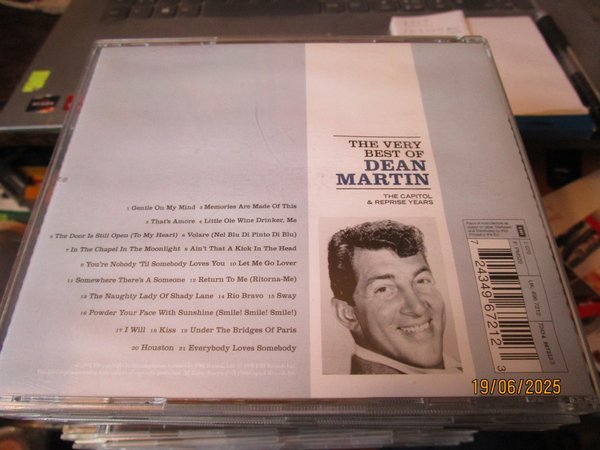 THE VERY
BEST OF
DEAN
MARTIN
THE CAPITOL
& REPRISE YEARS
1 Gentle On My Mind 2 Memories Are Made Of This
3 That's Amore 4 Little Ole Wine Drinker, Me
5 The Door Is Still Open (To My Heart) 6 Volare (Nel Blu Di Pinto Di Blu)
7 In The Chapel In The Moonlight 8 Ain't That A Kick In The Head
9 You're Nobody 'Til Somebody Loves You 10 Let Me Go Lover
11 Somewhere There's A Someone 12 Return To Me (Ritorna-Me)
13 The Naughty Lady Of Shady Lane 14 Rio Bravo 15 Sway
16 Powder Your Face With Sunshine (Smile! Smile! Smile!)
17 I Will 18 Kiss 19 Under The Bridges Of Paris
20 Houston 21 Everybody Loves Somebody
EMI
7 24349 67212 3
19/06/2025